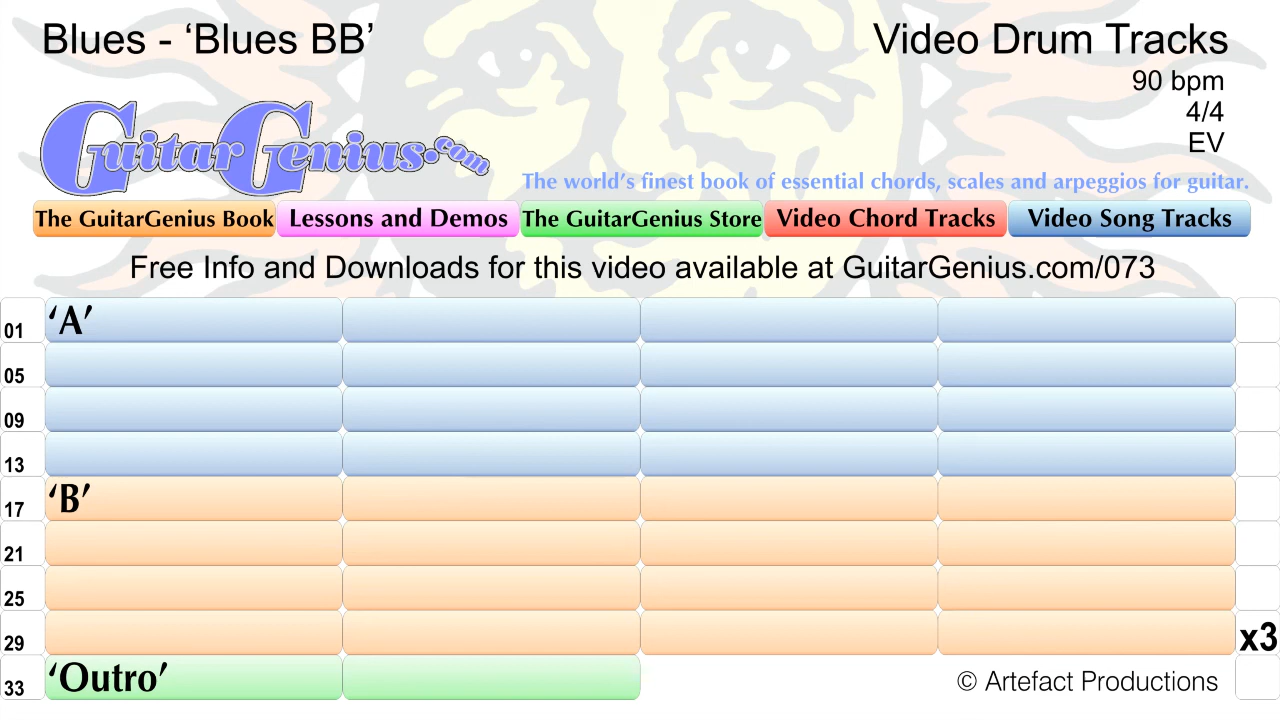 Blues - ‘Blues BB’
Video Drum Tracks
90 bpm
4/4
EV
GuitarGenius.com
The world’s finest book of essential chords, scales and arpeggios for guitar.
The GuitarGenius Book Lessons and Demos The GuitarGenius Store Video Chord Tracks Video Song Tracks
Free Info and Downloads for this video available at GuitarGenius.com/073
01 ‘A’
05
09
13
17 ‘B’
21
25
29 x3
33 ‘Outro’
© Artefact Productions